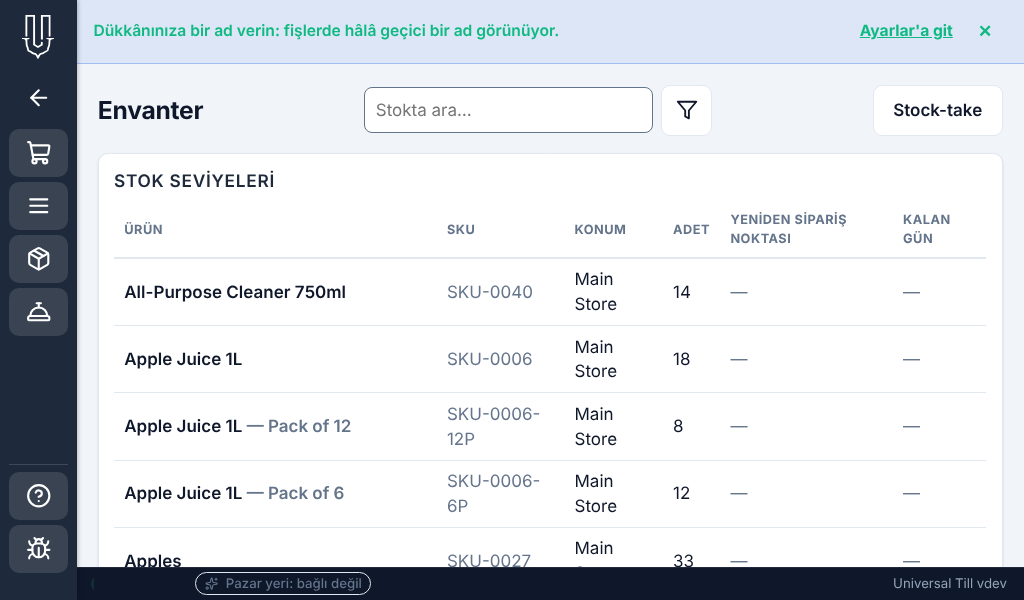 Dükkânınıza bir ad verin: fişlerde hâlâ geçici bir ad görünüyor.
Ayarlar'a git
Envanter
Stokta ara...
Stock-take
STOK SEVİYELERİ
ÜRÜN
SKU
KONUM
ADET
YENİDEN SİPARİŞ
NOKTASI
KALAN
GÜN
All-Purpose Cleaner 750ml
SKU-0040
Main
Store
14
—
—
Apple Juice 1L
SKU-0006
Main
Store
18
—
—
Apple Juice 1L — Pack of 12
SKU-0006-
12P
Main
Store
8
—
—
Apple Juice 1L — Pack of 6
SKU-0006-
6P
Main
Store
12
—
—
Apples
SKU-0027
Main
33
—
—
Pazar yeri: bağlı değil
Universal Till vdev